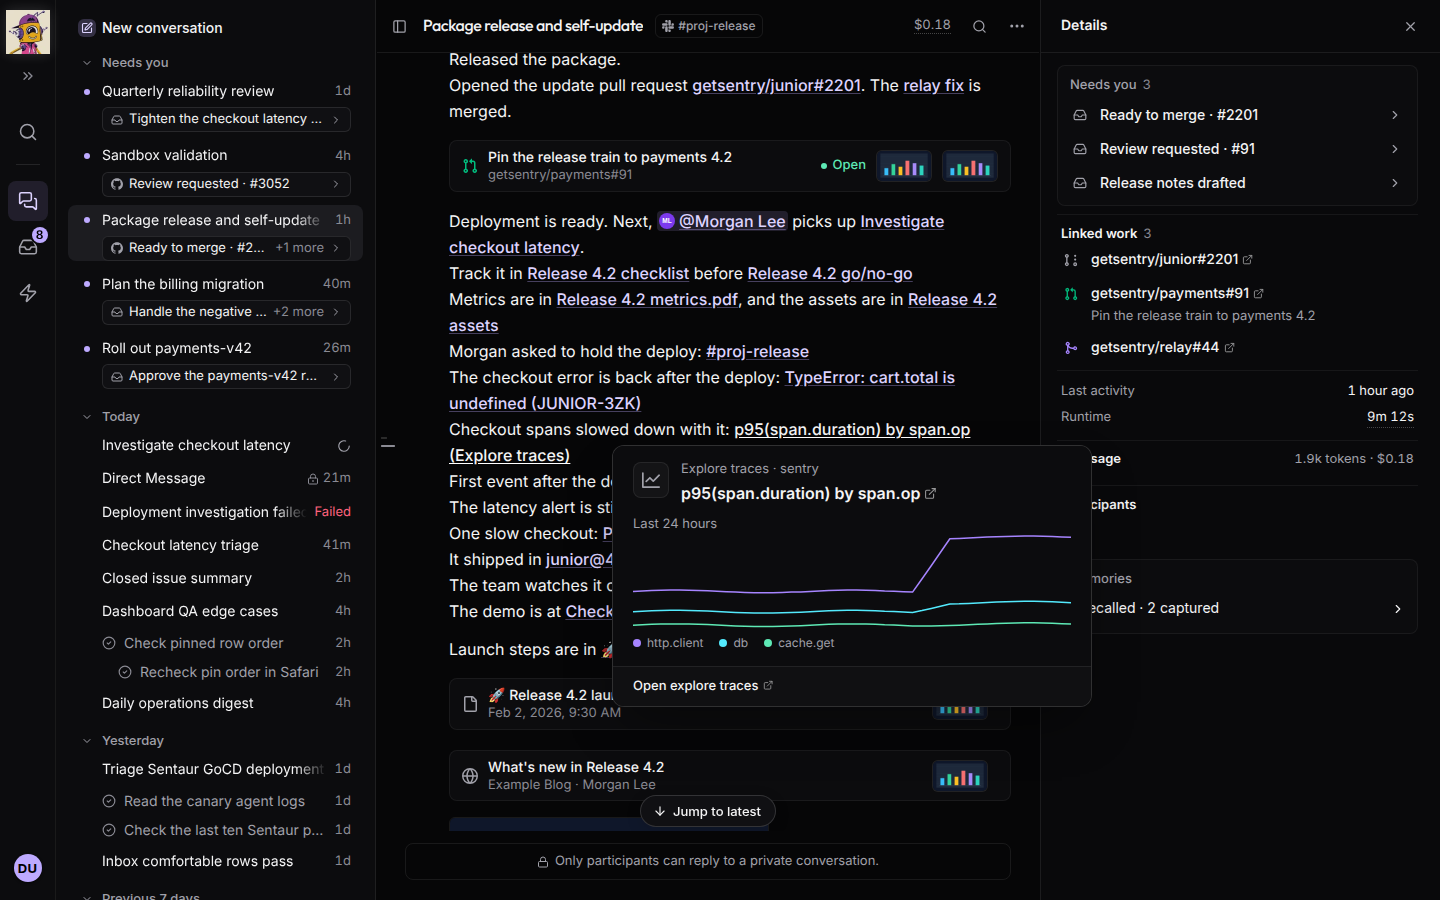 New conversation
Needs you
Quarterly reliability review 1d
Tighten the checkout latency ...
Sandbox validation 4h
Review requested · #3052
Package release and self-update 1h
Ready to merge · #2... +1 more
Plan the billing migration 40m
Handle the negative ... +2 more
Roll out payments-v42 26m
Approve the payments-v42 r...
Today
Investigate checkout latency
Direct Message 21m
Deployment investigation failed Failed
Checkout latency triage 41m
Closed issue summary 2h
Dashboard QA edge cases 4h
Check pinned row order 2h
Recheck pin order in Safari 2h
Daily operations digest 4h
Yesterday
Triage Sentaur GoCD deployment 1d
Read the canary agent logs 1d
Check the last ten Sentaur p... 1d
Inbox comfortable rows pass 1d
Previous 7 days
8
DU
Package release and self-update #proj-release $0.18
Released the package.
Opened the update pull request getsentry/junior#2201. The relay fix is
merged.
Pin the release train to payments 4.2
getsentry/payments#91
Open
Deployment is ready. Next, ML @Morgan Lee picks up Investigate
checkout latency.
Track it in Release 4.2 checklist before Release 4.2 go/no-go
Metrics are in Release 4.2 metrics.pdf, and the assets are in Release 4.2
assets
Morgan asked to hold the deploy: #proj-release
The checkout error is back after the deploy: TypeError: cart.total is
undefined (JUNIOR-3ZK)
Checkout spans slowed down with it: p95(span.duration) by span.op
(Explore traces)
First event after the de
The latency alert is sti
One slow checkout: P
It shipped in junior@4
The team watches it o
The demo is at Check
Launch steps are in 🚀
🚀 Release 4.2 lau
Feb 2, 2026, 9:30 AM
What's new in Release 4.2
Example Blog · Morgan Lee
Jump to latest
Only participants can reply to a private conversation.
Explore traces · sentry
p95(span.duration) by span.op
Last 24 hours
http.client db cache.get
Open explore traces
Details
Needs you 3
Ready to merge · #2201
Review requested · #91
Release notes drafted
Linked work 3
getsentry/junior#2201
getsentry/payments#91
Pin the release train to payments 4.2
getsentry/relay#44
Last activity 1 hour ago
Runtime 9m 12s
sage 1.9k tokens · $0.18
cipants
mories
ecalled · 2 captured